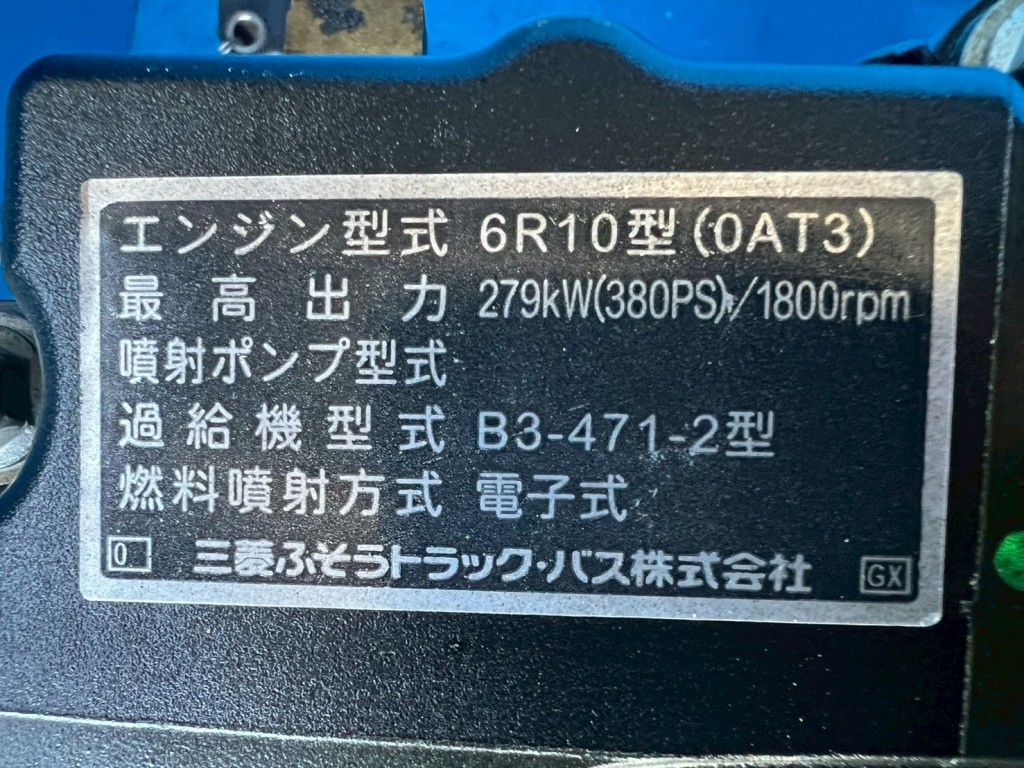 エンジン型式 6R10型(0AT3)
最高出力 279kW(380PS)/1800rpm
噴射ポンプ型式
過給機型式 B3-471-2型
燃料噴射方式 電子式
0 三菱ふそうトラック・バス株式会社 GX